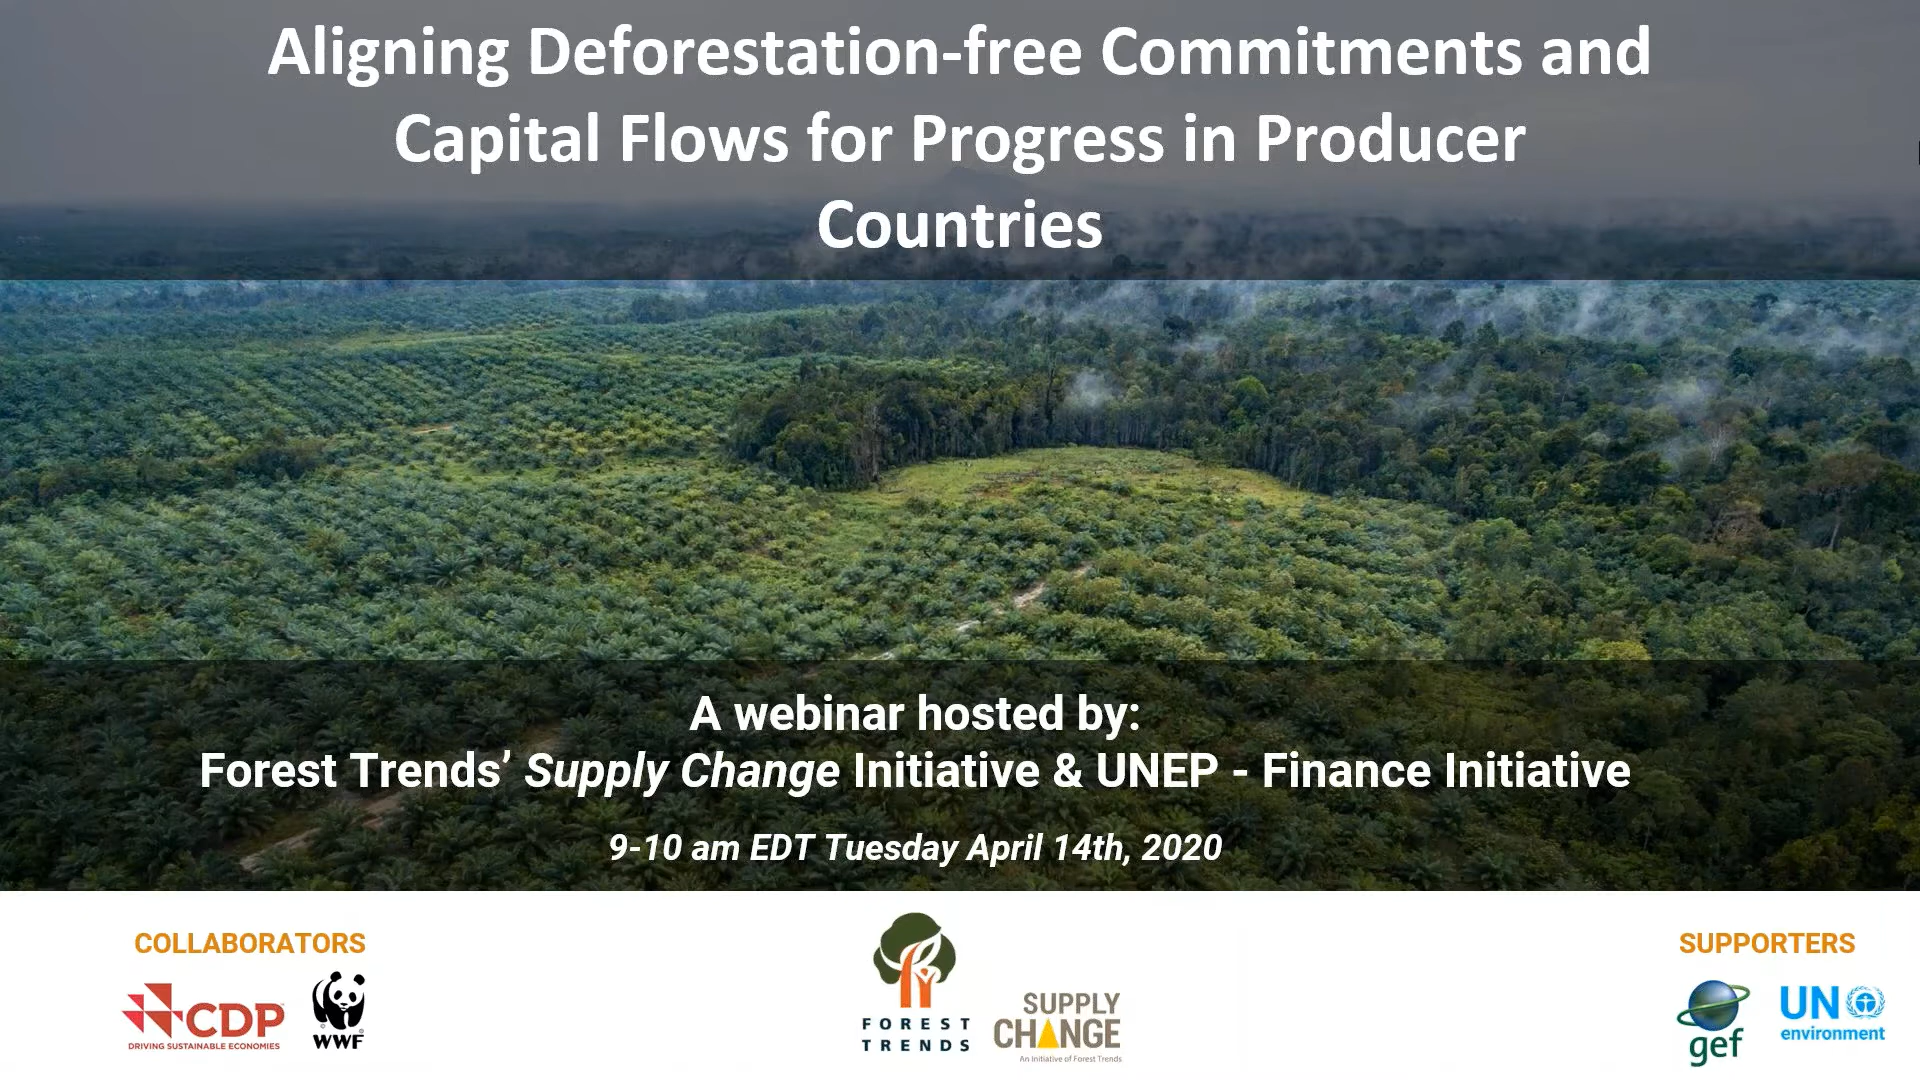 Aligning Deforestation-free Commitments and
Capital Flows for Progress in Producer
Countries
A webinar hosted by:
Forest Trends’ Supply Change Initiative & UNEP - Finance Initiative
9-10 am EDT Tuesday April 14th, 2020
COLLABORATORS
CDP
DRIVING SUSTAINABLE ECONOMIES
WWF
FOREST
TRENDS
SUPPLY
CHANGE
An Initiative of Forest Trends
SUPPORTERS
gef
UN
environment